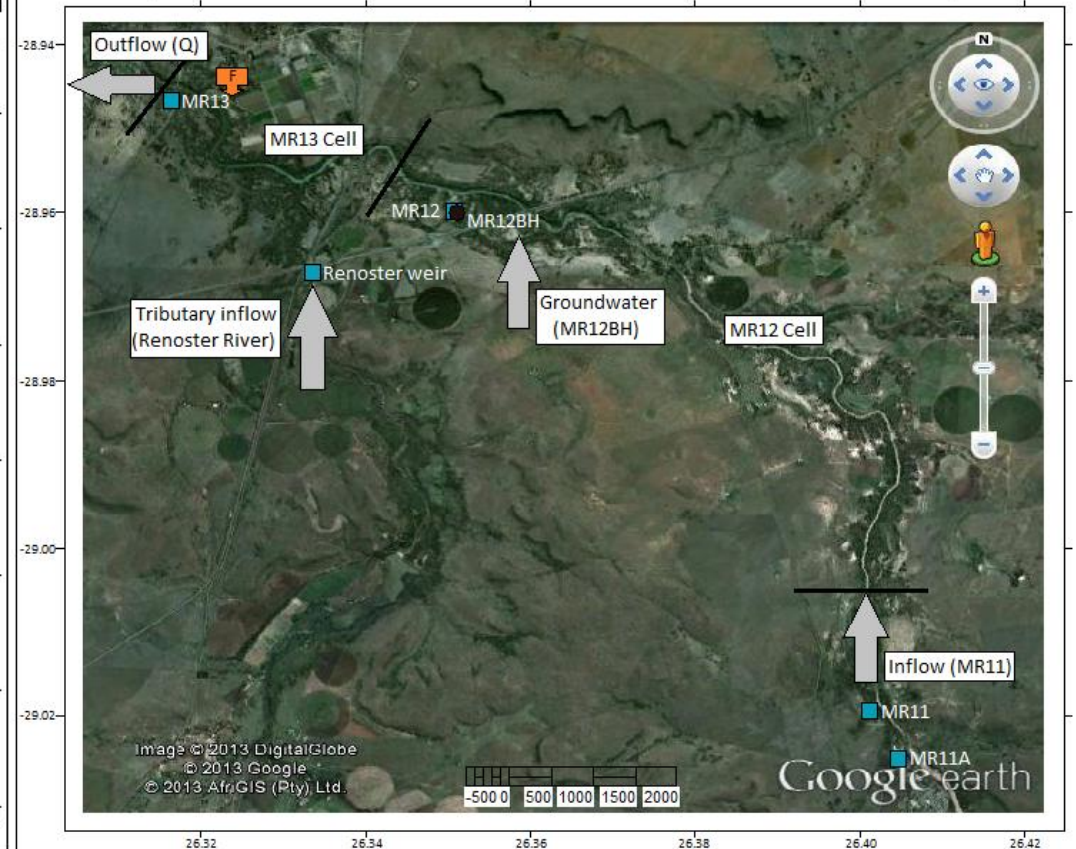 Outflow (Q)
-28.94
F
MR13
MR13 Cell
N
-28.96
MR12
MR12BH
Renoster weir
Tributary inflow
(Renoster River)
Groundwater
(MR12BH)
MR12 Cell
-28.98
-29.00
Inflow (MR11)
-29.02
MR11
MR11A
Image © 2013 DigitalGlobe
© 2013 Google
© 2013 AfriGIS (Pty) Ltd.
Google earth
-500 0 500 1000 1500 2000
26.32 26.34 26.36 26.38 26.40 26.42